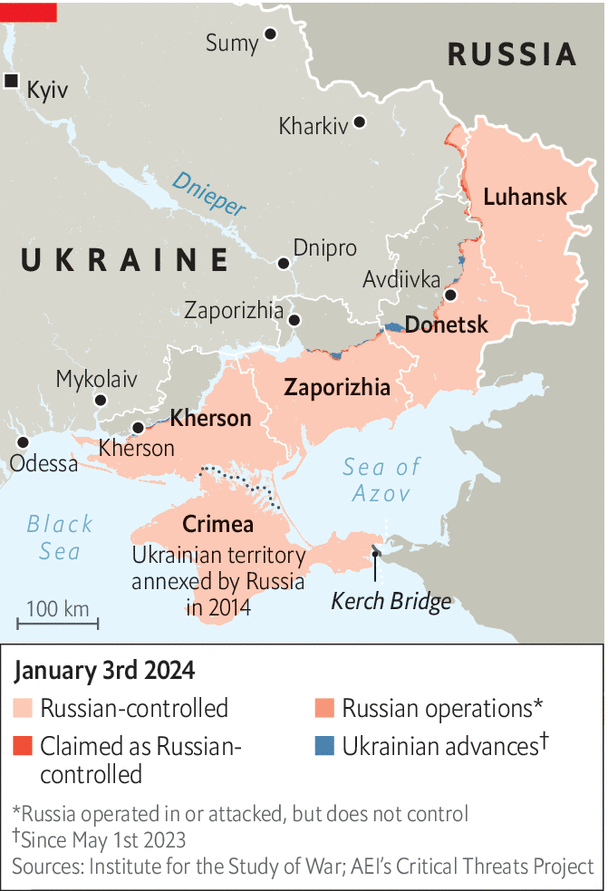 Sumy
RUSSIA
Kyiv
Kharkiv
Dnieper
Luhansk
UKRAINE
Dnipro
Avdiivka
Zaporizhia
Donetsk
Mykolaiv
Zaporizhia
Kherson
Kherson
Odessa
Sea of
Azov
Black
Sea
Crimea
Ukrainian territory
annexed by Russia
in 2014
Kerch Bridge
100 km
January 3rd 2024
Russian-controlled
Russian operations*
Claimed as Russian-
controlled
Ukrainian advances†
*Russia operated in or attacked, but does not control
†Since May 1st 2023
Sources: Institute for the Study of War; AEI’s Critical Threats Project